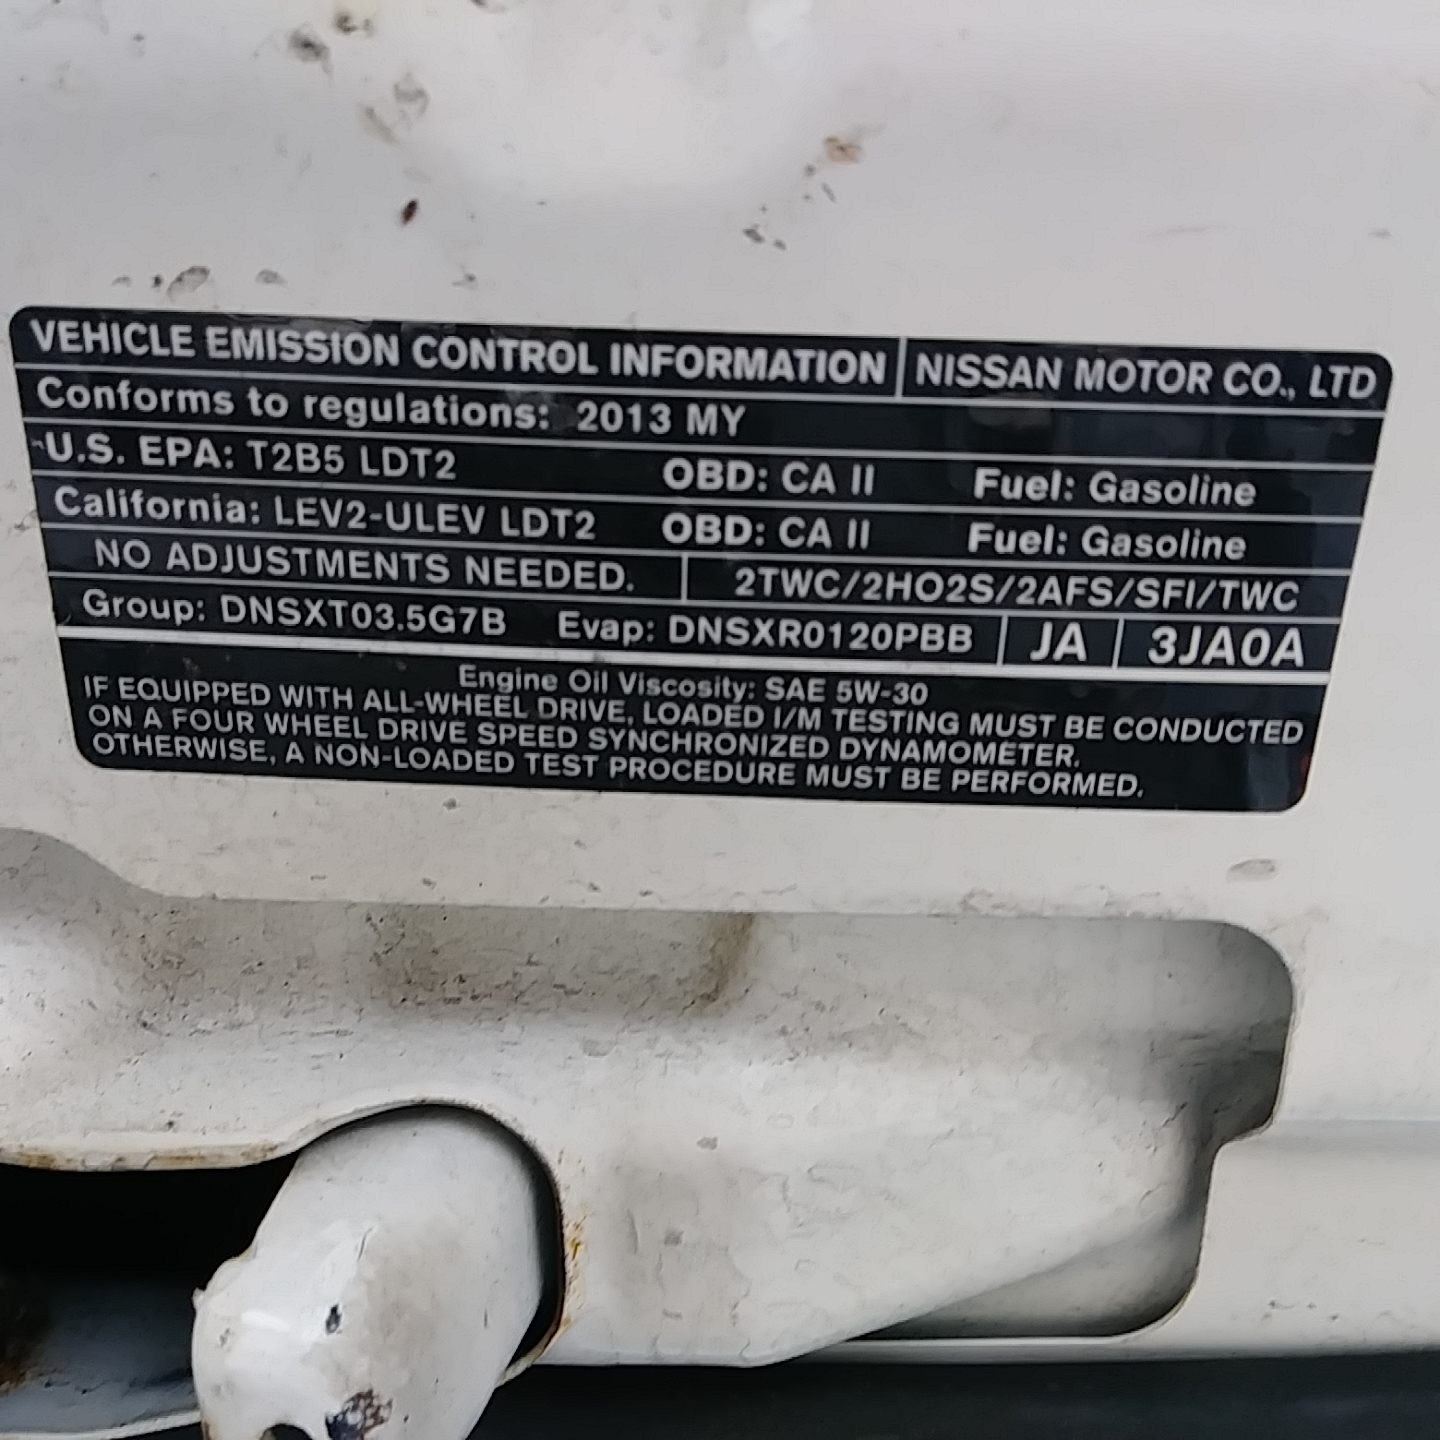 VEHICLE EMISSION CONTROL INFORMATION NISSAN MOTOR CO., LTD
Conforms to regulations: 2013 MY
U.S. EPA: T2B5 LDT2 OBD: CA II Fuel: Gasoline
California: LEV2-ULEV LDT2 OBD: CA II Fuel: Gasoline
NO ADJUSTMENTS NEEDED. 2TWC/2HO2S/2AFS/SFI/TWC
Group: DNSXT03.5G7B Evap: DNSXR0120PBB JA 3JA0A
Engine Oil Viscosity: SAE 5W-30
IF EQUIPPED WITH ALL-WHEEL DRIVE, LOADED I/M TESTING MUST BE CONDUCTED
ON A FOUR WHEEL DRIVE SPEED SYNCHRONIZED DYNAMOMETER.
OTHERWISE, A NON-LOADED TEST PROCEDURE MUST BE PERFORMED.